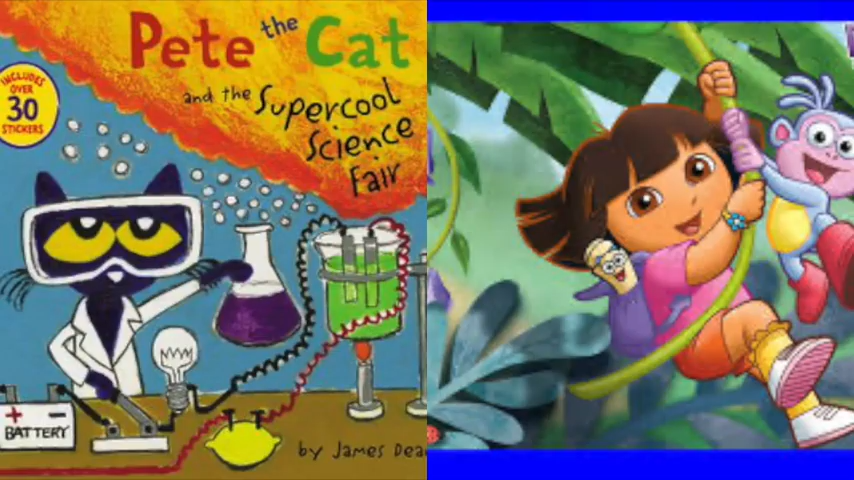 Pete the Cat
and the Supercool
Science
Fair
INCLUDES
OVER
30
STICKERS
+ -
BATTERY
by James Dea